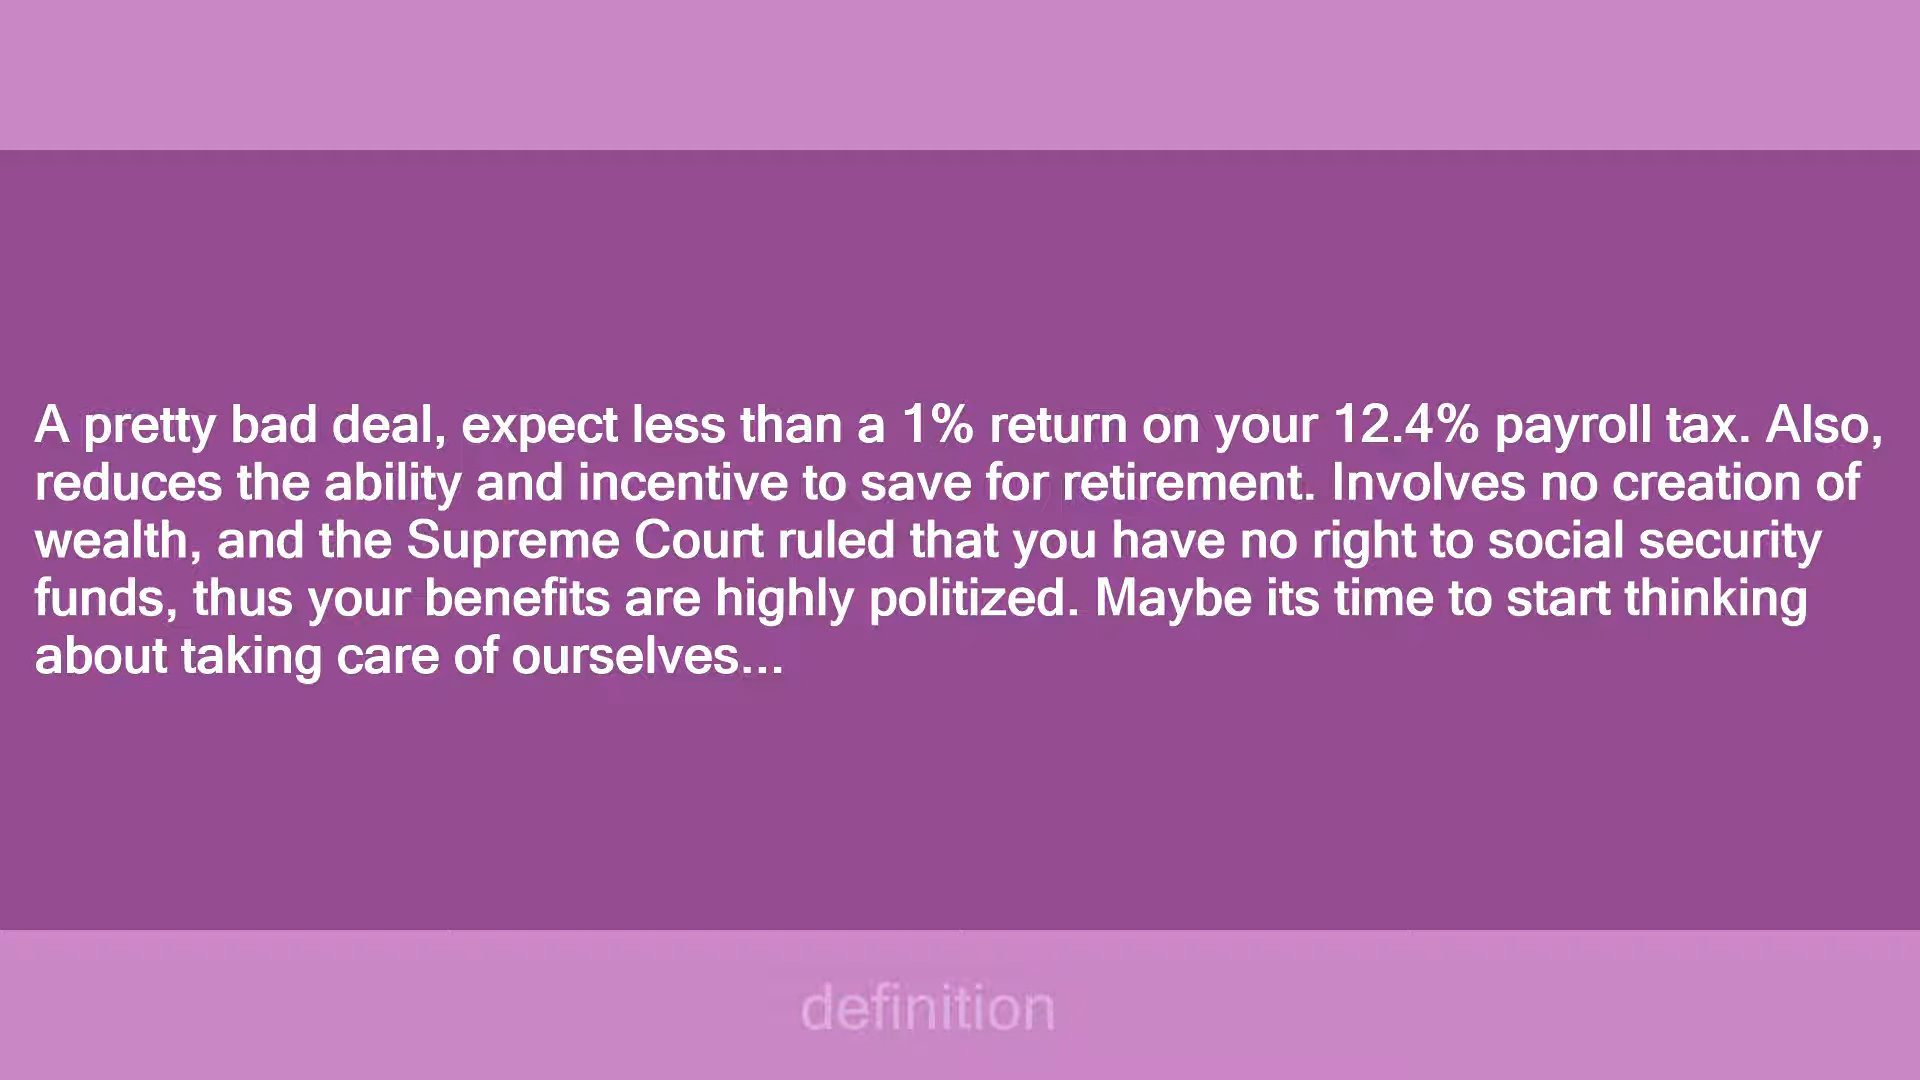 A pretty bad deal, expect less than a 1% return on your 12.4% payroll tax. Also,
reduces the ability and incentive to save for retirement. Involves no creation of
wealth, and the Supreme Court ruled that you have no right to social security
funds, thus your benefits are highly politized. Maybe its time to start thinking
about taking care of ourselves...
definition